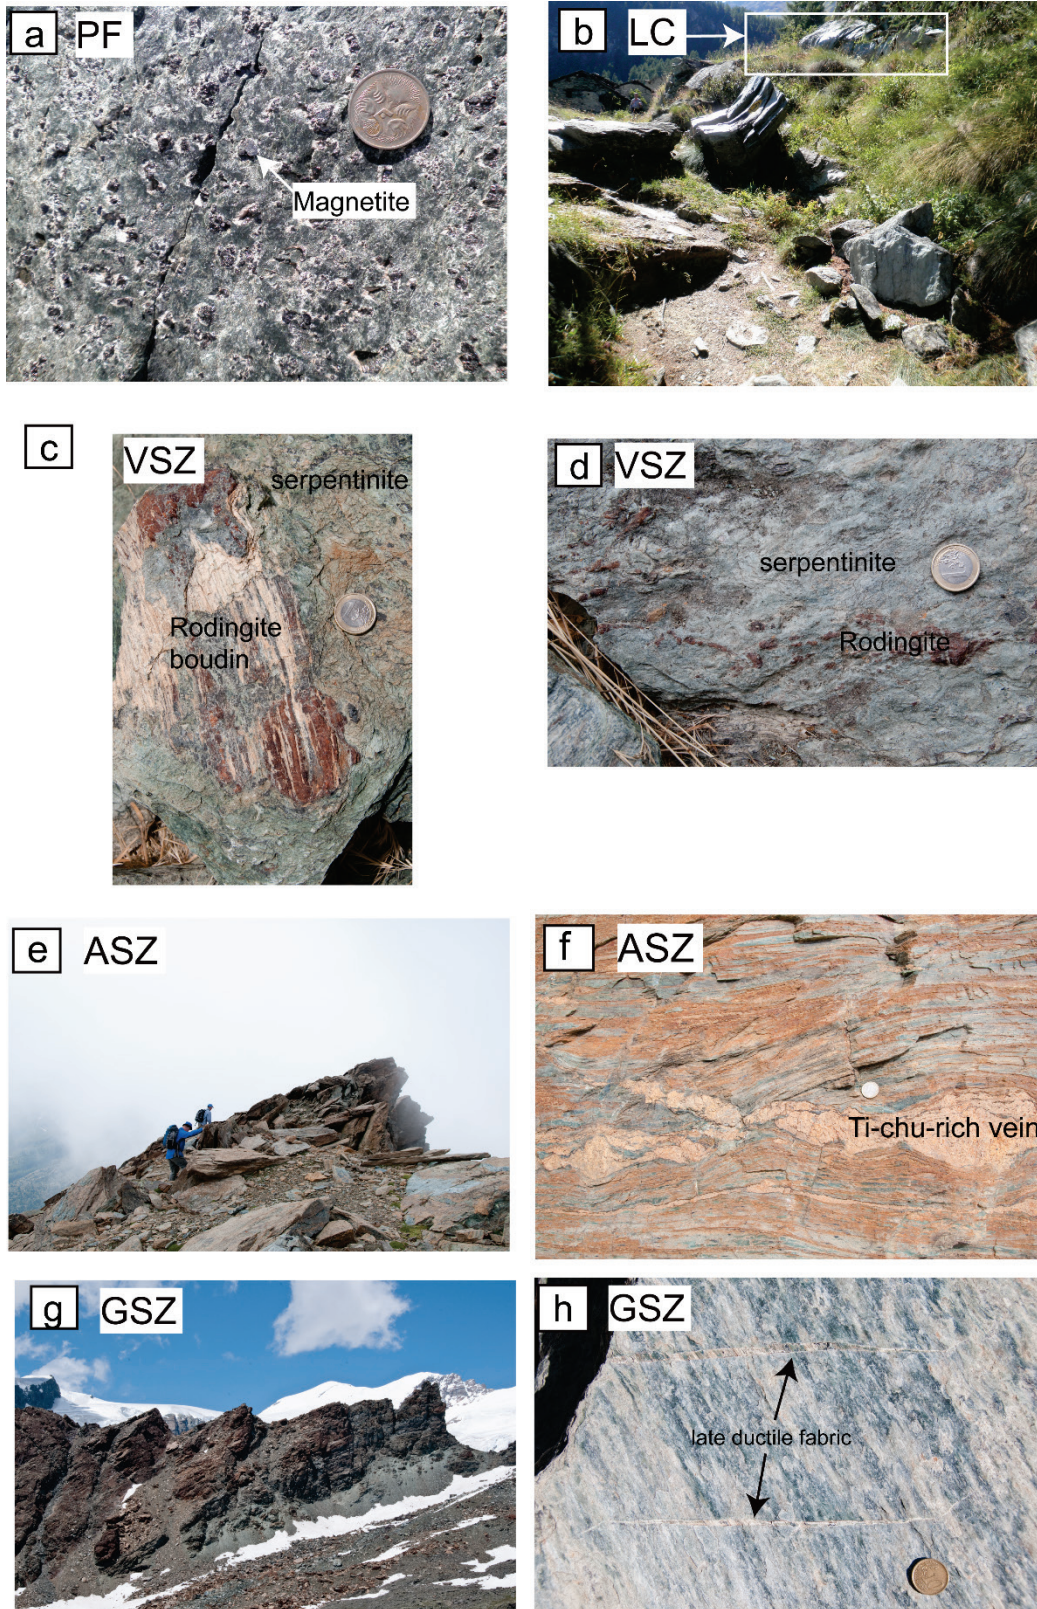 a PF
Magnetite
b LC
c VSZ
serpentinite
Rodingite
boudin
d VSZ
serpentinite
Rodingite
e ASZ
f ASZ
Ti-chu-rich vein
g GSZ
h GSZ
late ductile fabric